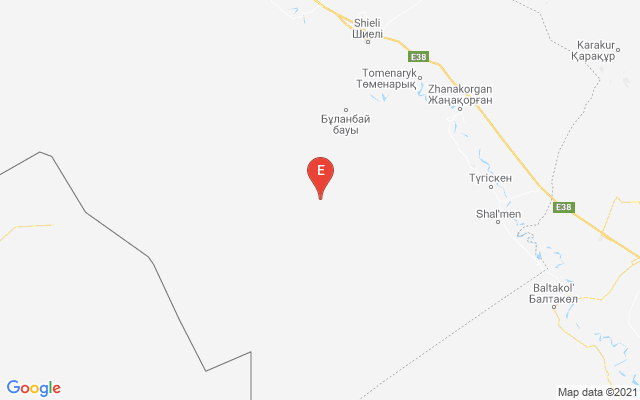 Shieli
Шиелі
Karakur
Қарақұр
E38
Tomenaryk
Төменарық
Zhanakorgan
Жаңақорған
Бұланбай
бауы
E
Түгіскен
E38
Shal'men
Baltakol'
Балтакөл
Google
Map data ©2021